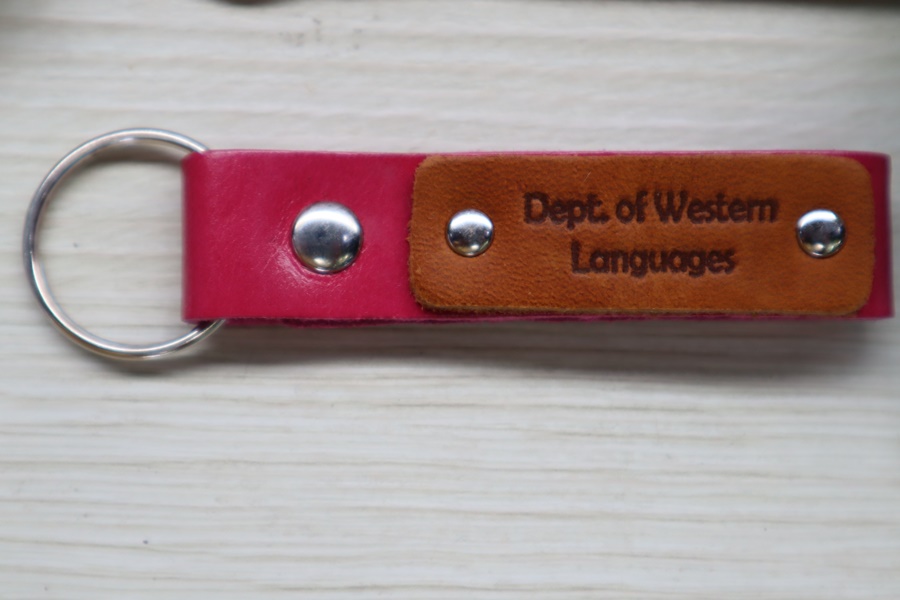 Dept. of Western
Languages